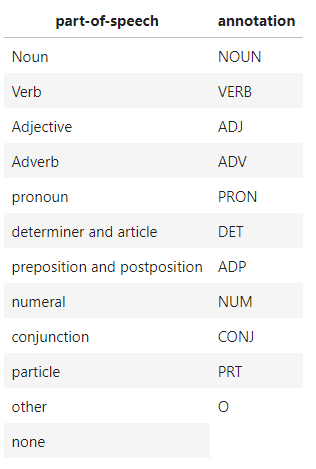 part-of-speech annotation
Noun NOUN
Verb VERB
Adjective ADJ
Adverb ADV
pronoun PRON
determiner and article DET
preposition and postposition ADP
numeral NUM
conjunction CONJ
particle PRT
other O
none